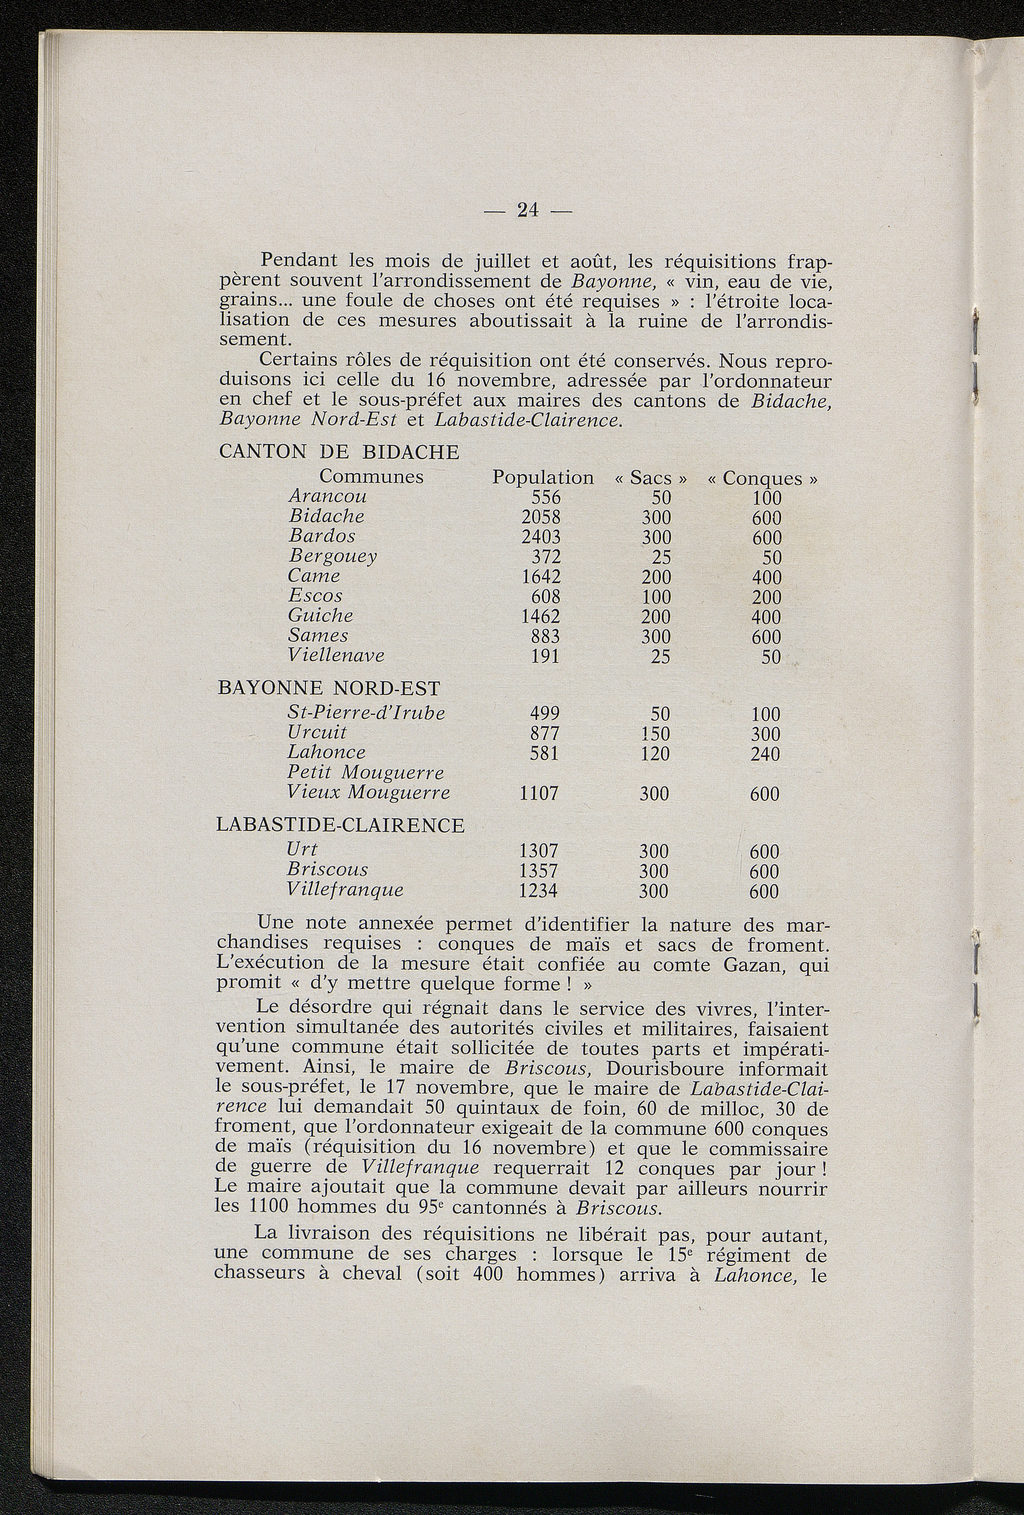 — 24 —
Pendant les mois de juillet et août, les réquisitions frap-
pèrent souvent l'arrondissement de Bayonne, « vin, eau de vie,
grains... une foule de choses ont été requises » : l'étroite loca-
lisation de ces mesures aboutissait à la ruine de l'arrondis-
sement.
Certains rôles de réquisition ont été conservés. Nous repro-
duisons ici celle du 16 novembre, adressée par l'ordonnateur
en chef et le sous-préfet aux maires des cantons de Bidache,
Bayonne Nord-Est et Labastide-Clairence.
CANTON DE BIDACHE
Communes Population « Sacs » « Conques »
Arancou 556 50 100
Bidache 2058 300 600
Bardos 2403 300 600
Bergouey 372 25 50
Came 1642 200 400
Escos 608 100 200
Guiche 1462 200 400
Sames 883 300 600
Viellenave 191 25 50
BAYONNE NORD-EST
St-Pierre-d'Irube 499 50 100
Urcuit 877 150 300
Lahonce 581 120 240
Petit Mouguerre
Vieux Mouguerre 1107 300 600
LABASTIDE-CLAIRENCE
Urt 1307 300 600
Briscous 1357 300 600
Villefranque 1234 300 600
Une note annexée permet d'identifier la nature des mar-
chandises requises : conques de maïs et sacs de froment.
L'exécution de la mesure était confiée au comte Gazan, qui
promit « d'y mettre quelque forme ! »
Le désordre qui régnait dans le service des vivres, l'inter-
vention simultanée des autorités civiles et militaires, faisaient
qu'une commune était sollicitée de toutes parts et impérati-
vement. Ainsi, le maire de Briscous, Dourisboure informait
le sous-préfet, le 17 novembre, que le maire de Labastide-Clai-
rence lui demandait 50 quintaux de foin, 60 de milloc, 30 de
froment, que l'ordonnateur exigeait de la commune 600 conques
de maïs (réquisition du 16 novembre) et que le commissaire
de guerre de Villefranque requerrait 12 conques par jour !
Le maire ajoutait que la commune devait par ailleurs nourrir
les 1100 hommes du 95e cantonnés à Briscous.
La livraison des réquisitions ne libérait pas, pour autant,
une commune de ses charges : lorsque le 15e régiment de
chasseurs à cheval (soit 400 hommes) arriva à Lahonce, le